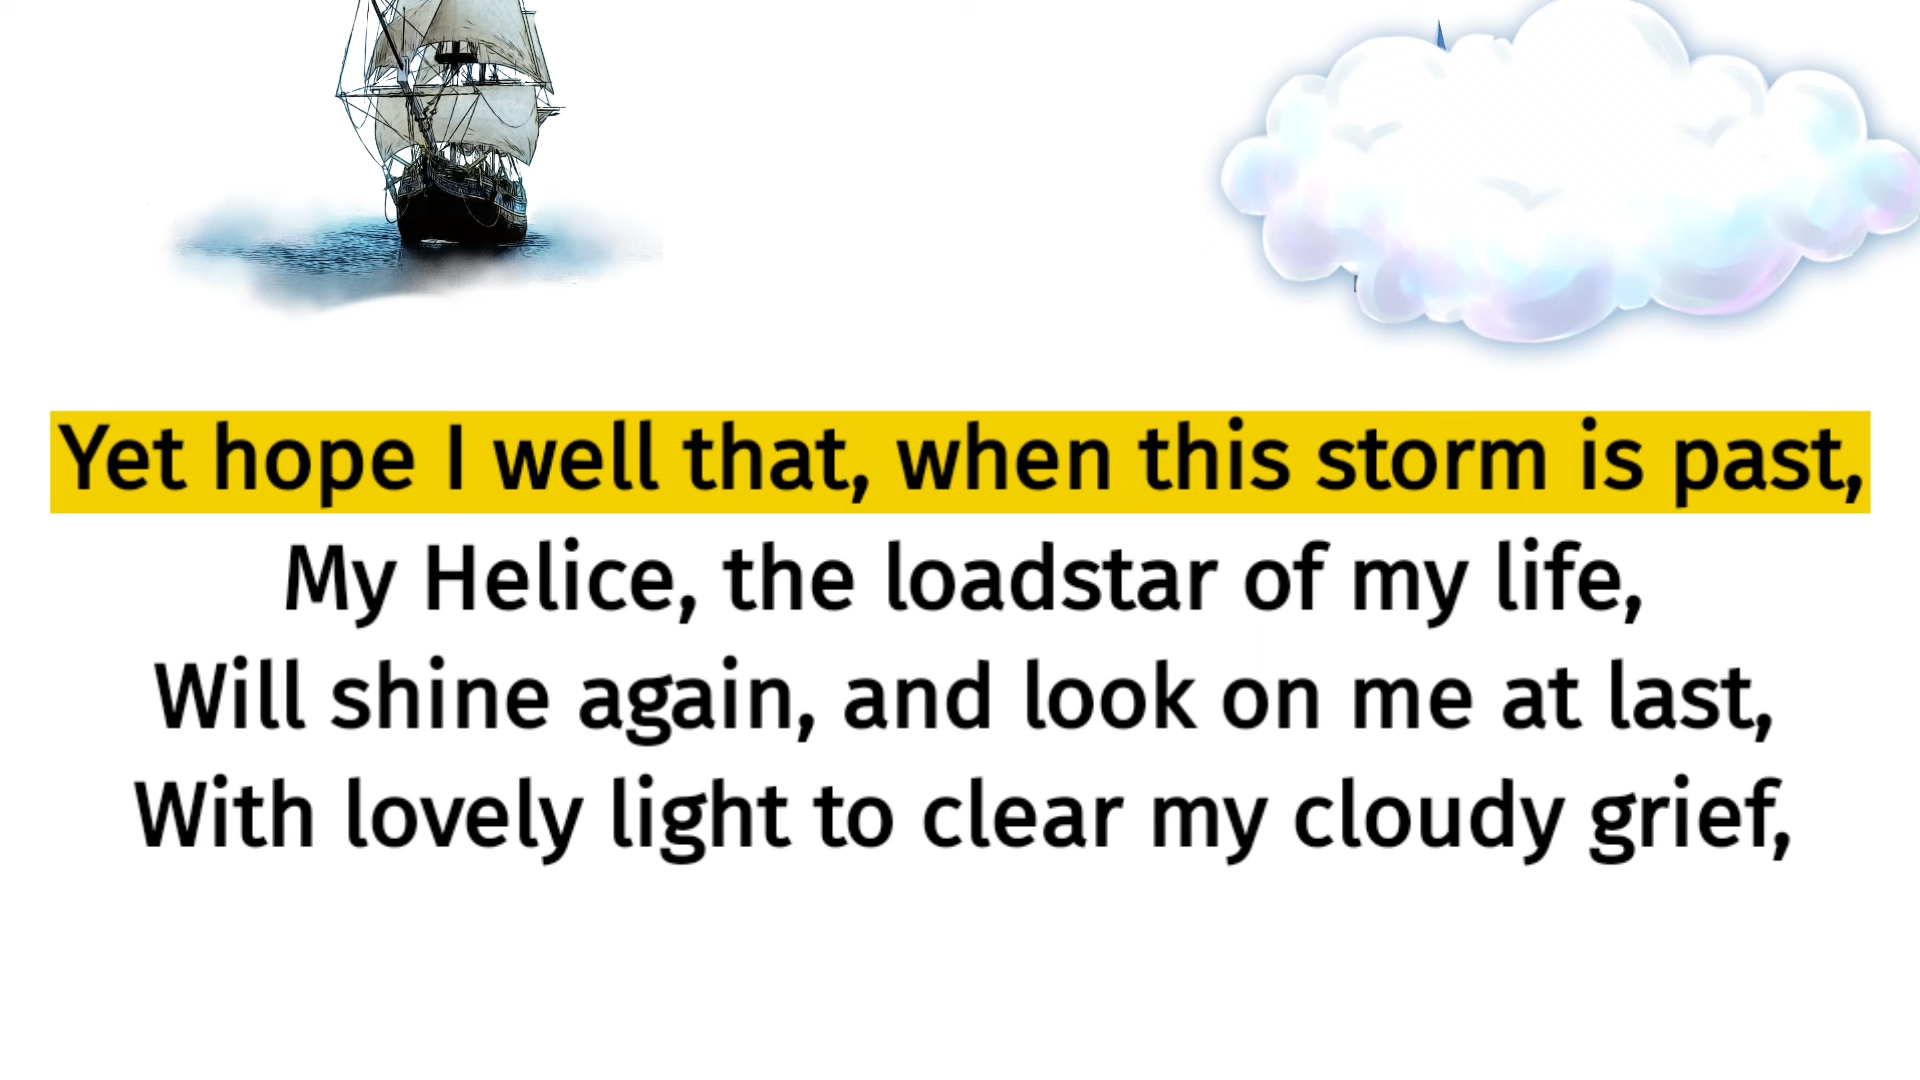 Yet hope I well that, when this storm is past,
My Helice, the loadstar of my life,
Will shine again, and look on me at last,
With lovely light to clear my cloudy grief,